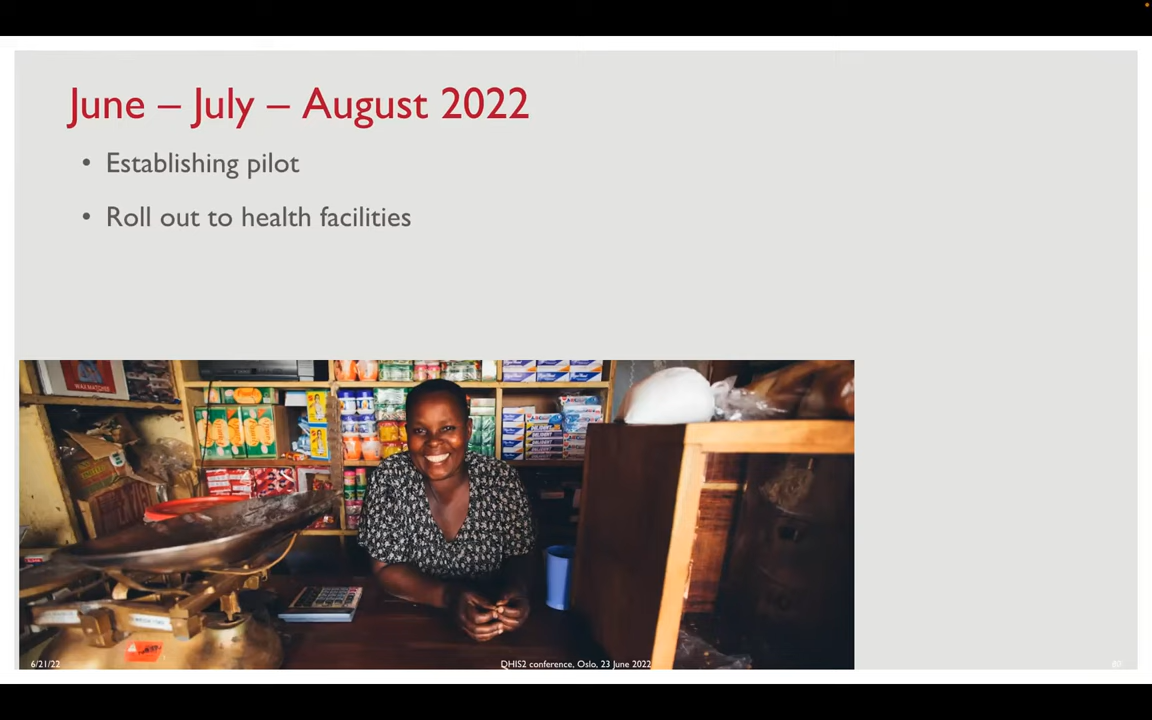 June – July – August 2022
• Establishing pilot
• Roll out to health facilities
6/21/22
DHIS2 conference, Oslo, 23 June 2022